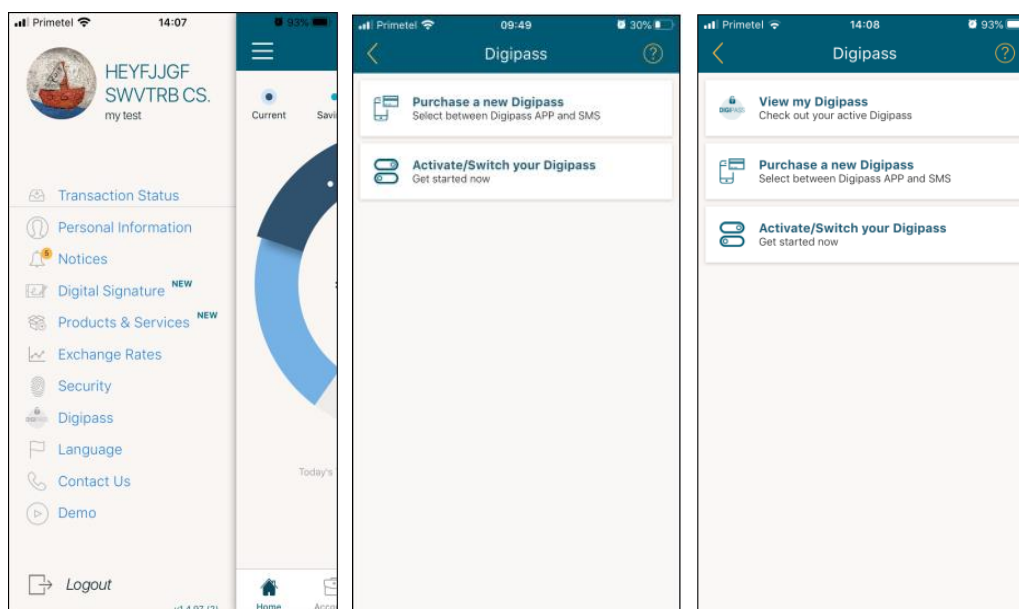 Primetel 14:07 93%
HEYFJJGF
SWVTRB CS.
my test
Transaction Status
Personal Information
5
Notices
Digital Signature NEW
Products & Services NEW
Exchange Rates
Security
DIGIPASS
Digipass
Language
Contact Us
Demo
Logout
Current
Today's
Home
Primetel 09:49 30%
Digipass
?
Purchase a new Digipass
Select between Digipass APP and SMS
Activate/Switch your Digipass
Get started now
Primetel 14:08 93%
Digipass
?
DIGIPASS
View my Digipass
Check out your active Digipass
Purchase a new Digipass
Select between Digipass APP and SMS
Activate/Switch your Digipass
Get started now